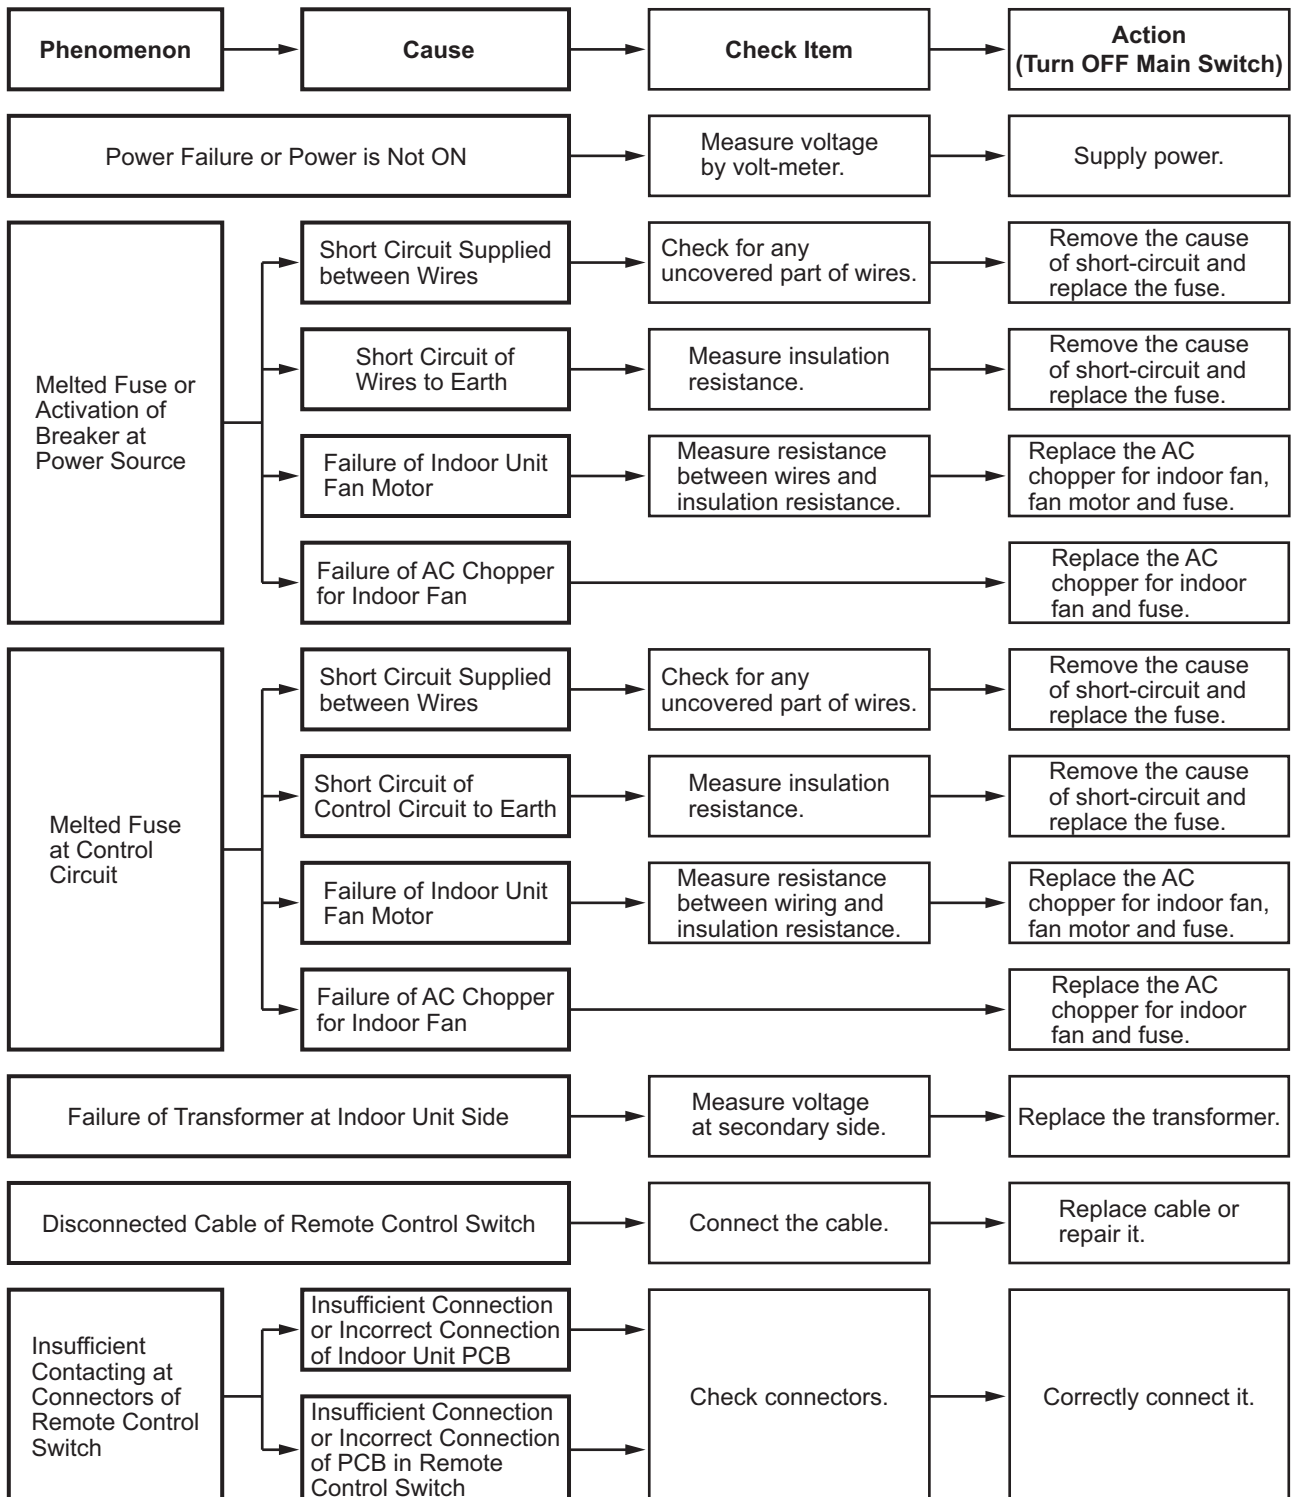 Phenomenon
Cause
Check Item
Action
(Turn OFF Main Switch)
Power Failure or Power is Not ON
Measure voltage
by volt-meter.
Supply power.
Melted Fuse or
Activation of
Breaker at
Power Source
Short Circuit Supplied
between Wires
Check for any
uncovered part of wires.
Remove the cause
of short-circuit and
replace the fuse.
Short Circuit of
Wires to Earth
Measure insulation
resistance.
Remove the cause
of short-circuit and
replace the fuse.
Failure of Indoor Unit
Fan Motor
Measure resistance
between wires and
insulation resistance.
Replace the AC
chopper for indoor fan,
fan motor and fuse.
Failure of AC Chopper
for Indoor Fan
Replace the AC
chopper for indoor
fan and fuse.
Melted Fuse
at Control
Circuit
Short Circuit Supplied
between Wires
Check for any
uncovered part of wires.
Remove the cause
of short-circuit and
replace the fuse.
Short Circuit of
Control Circuit to Earth
Measure insulation
resistance.
Remove the cause
of short-circuit and
replace the fuse.
Failure of Indoor Unit
Fan Motor
Measure resistance
between wiring and
insulation resistance.
Replace the AC
chopper for indoor fan,
fan motor and fuse.
Failure of AC Chopper
for Indoor Fan
Replace the AC
chopper for indoor
fan and fuse.
Failure of Transformer at Indoor Unit Side
Measure voltage
at secondary side.
Replace the transformer.
Disconnected Cable of Remote Control Switch
Connect the cable.
Replace cable or
repair it.
Insufficient
Contacting at
Connectors of
Remote Control
Switch
Insufficient Connection
or Incorrect Connection
of Indoor Unit PCB
Insufficient Connection
or Incorrect Connection
of PCB in Remote
Control Switch
Check connectors.
Correctly connect it.